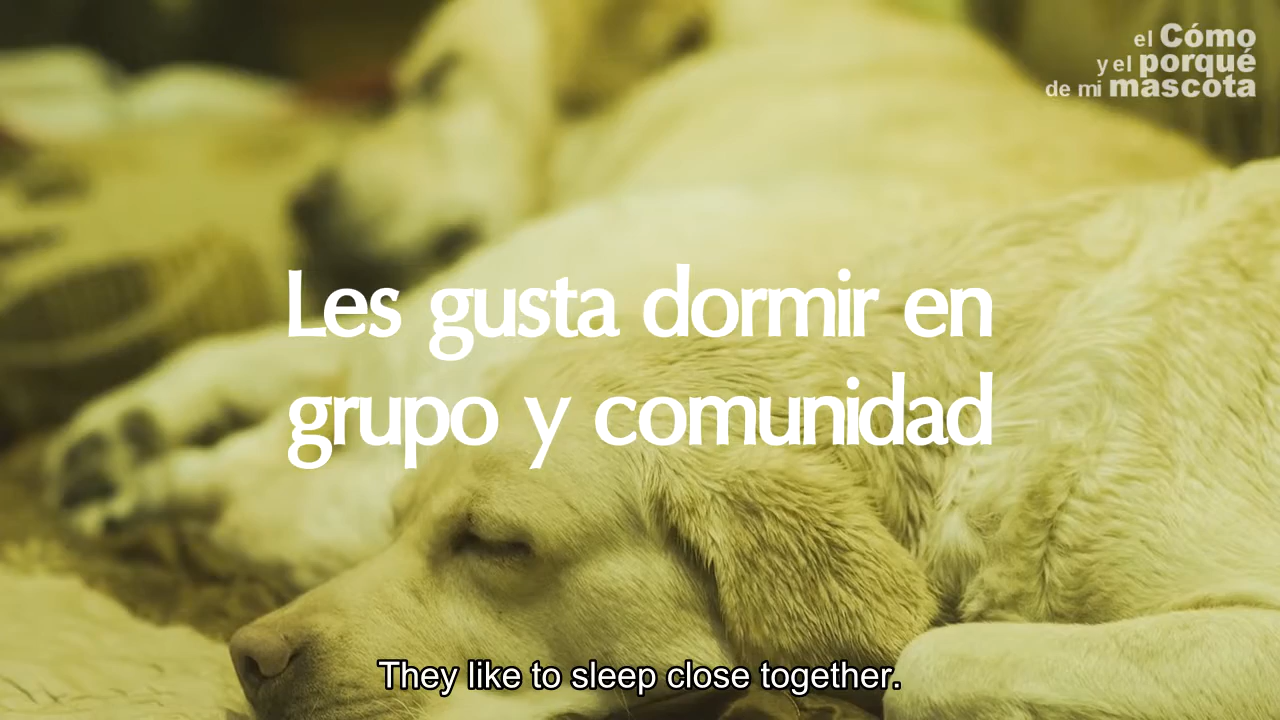 el Cómo
y el porqué
de mi mascota
Les gusta dormir en
grupo y comunidad
They like to sleep close together.